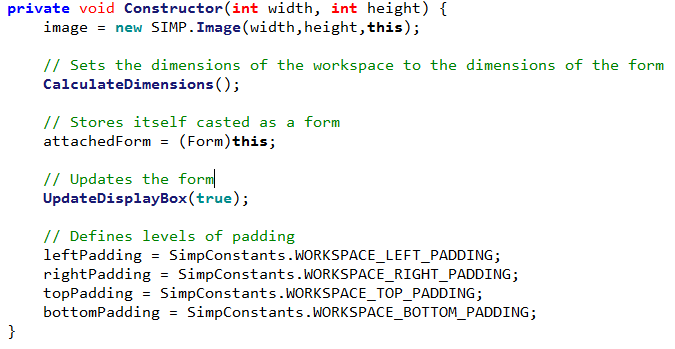 private void Constructor(int width, int height) {
image = new SIMP.Image(width,height,this);
// Sets the dimensions of the workspace to the dimensions of the form
CalculateDimensions();
// Stores itself casted as a form
attachedForm = (Form)this;
// Updates the form
UpdateDisplayBox(true);
// Defines levels of padding
leftPadding = SimpConstants.WORKSPACE_LEFT_PADDING;
rightPadding = SimpConstants.WORKSPACE_RIGHT_PADDING;
topPadding = SimpConstants.WORKSPACE_TOP_PADDING;
bottomPadding = SimpConstants.WORKSPACE_BOTTOM_PADDING;
}